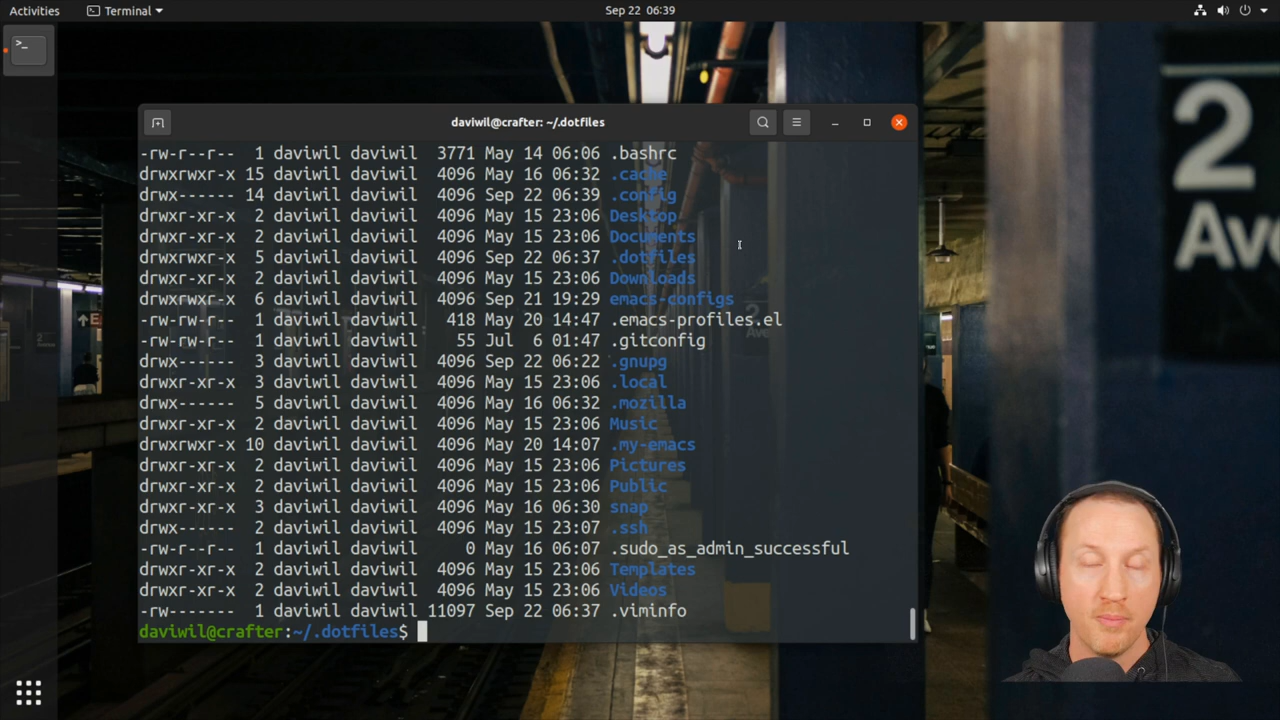 Activities Terminal Sep 22 06:39
daviwil@crafter: ~/.dotfiles
-rw-r--r-- 1 daviwil daviwil 3771 May 14 06:06 .bashrc
drwxrwxr-x 15 daviwil daviwil 4096 May 16 06:32 .cache
drwx------ 14 daviwil daviwil 4096 Sep 22 06:39 .config
drwxr-xr-x 2 daviwil daviwil 4096 May 15 23:06 Desktop
drwxr-xr-x 2 daviwil daviwil 4096 May 15 23:06 Documents
drwxrwxr-x 5 daviwil daviwil 4096 Sep 22 06:37 .dotfiles
drwxr-xr-x 2 daviwil daviwil 4096 May 15 23:06 Downloads
drwxrwxr-x 6 daviwil daviwil 4096 Sep 21 19:29 emacs-configs
-rw-rw-r-- 1 daviwil daviwil 418 May 20 14:47 .emacs-profiles.el
-rw-rw-r-- 1 daviwil daviwil 55 Jul 6 01:47 .gitconfig
drwx------ 3 daviwil daviwil 4096 Sep 22 06:22 .gnupg
drwxr-xr-x 3 daviwil daviwil 4096 May 15 23:06 .local
drwx------ 5 daviwil daviwil 4096 May 16 06:32 .mozilla
drwxr-xr-x 2 daviwil daviwil 4096 May 15 23:06 Music
drwxrwxr-x 10 daviwil daviwil 4096 May 20 14:07 .my-emacs
drwxr-xr-x 2 daviwil daviwil 4096 May 15 23:06 Pictures
drwxr-xr-x 2 daviwil daviwil 4096 May 15 23:06 Public
drwxr-xr-x 3 daviwil daviwil 4096 May 16 06:30 snap
drwx------ 2 daviwil daviwil 4096 May 15 23:07 .ssh
-rw-r--r-- 1 daviwil daviwil 0 May 16 06:07 .sudo_as_admin_successful
drwxr-xr-x 2 daviwil daviwil 4096 May 15 23:06 Templates
drwxr-xr-x 2 daviwil daviwil 4096 May 15 23:06 Videos
-rw------- 1 daviwil daviwil 11097 Sep 22 06:37 .viminfo
daviwil@crafter:~/.dotfiles$
2
Av